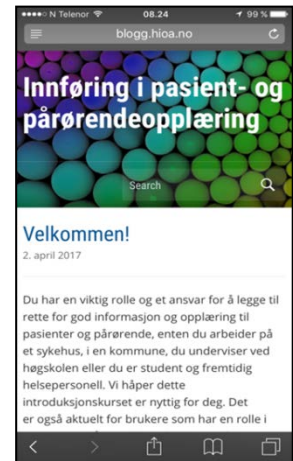 N Telenor 08.24 99 %
blogg.hioa.no
Innføring i pasient- og
pårørendeopplæring
Search
Velkommen!
2. april 2017
Du har en viktig rolle og et ansvar for å legge til
rette for god informasjon og opplæring til
pasienter og pårørende, enten du arbeider på
et sykehus, i en kommune, du underviser ved
høgskolen eller du er student og fremtidig
helsepersonell. Vi håper dette
introduksjonskurset er nyttig for deg. Det
er også aktuelt for brukere som har en rolle i